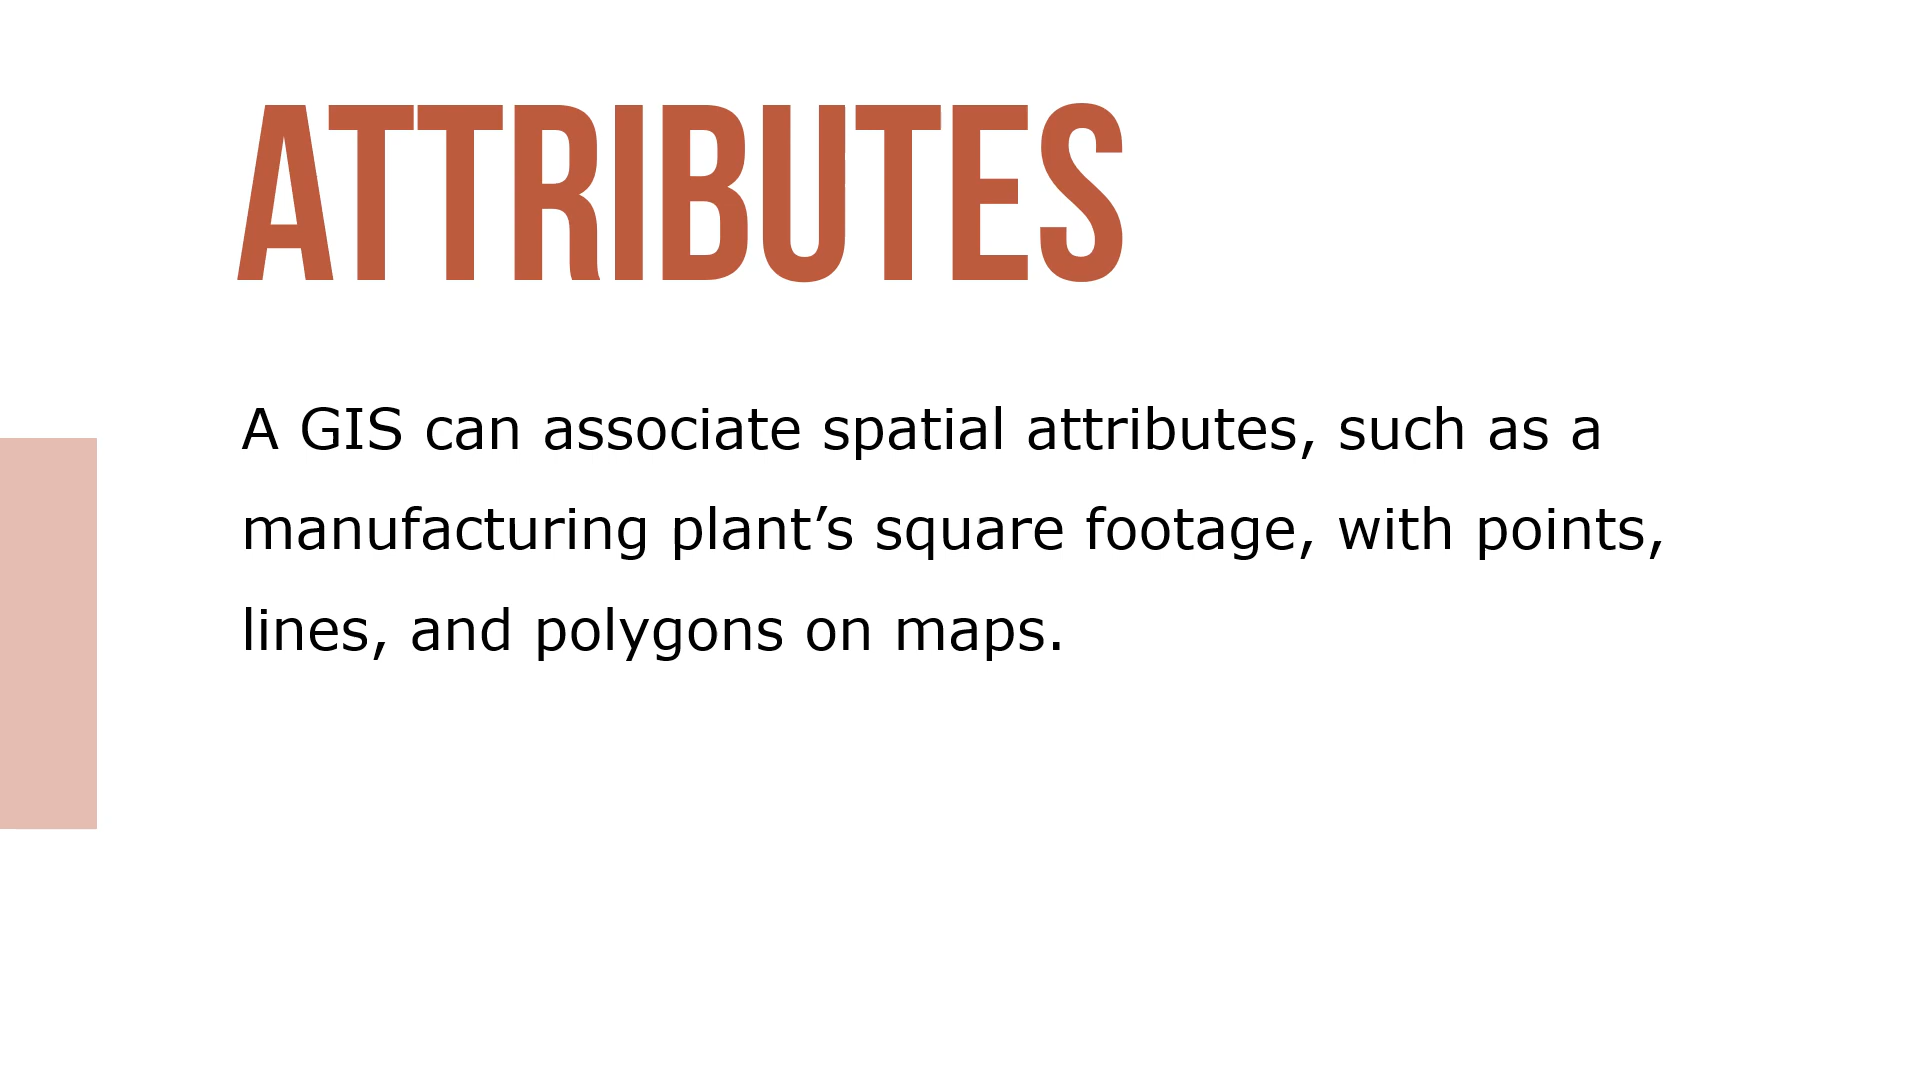 ATTRIBUTES
A GIS can associate spatial attributes, such as a
manufacturing plant’s square footage, with points,
lines, and polygons on maps.